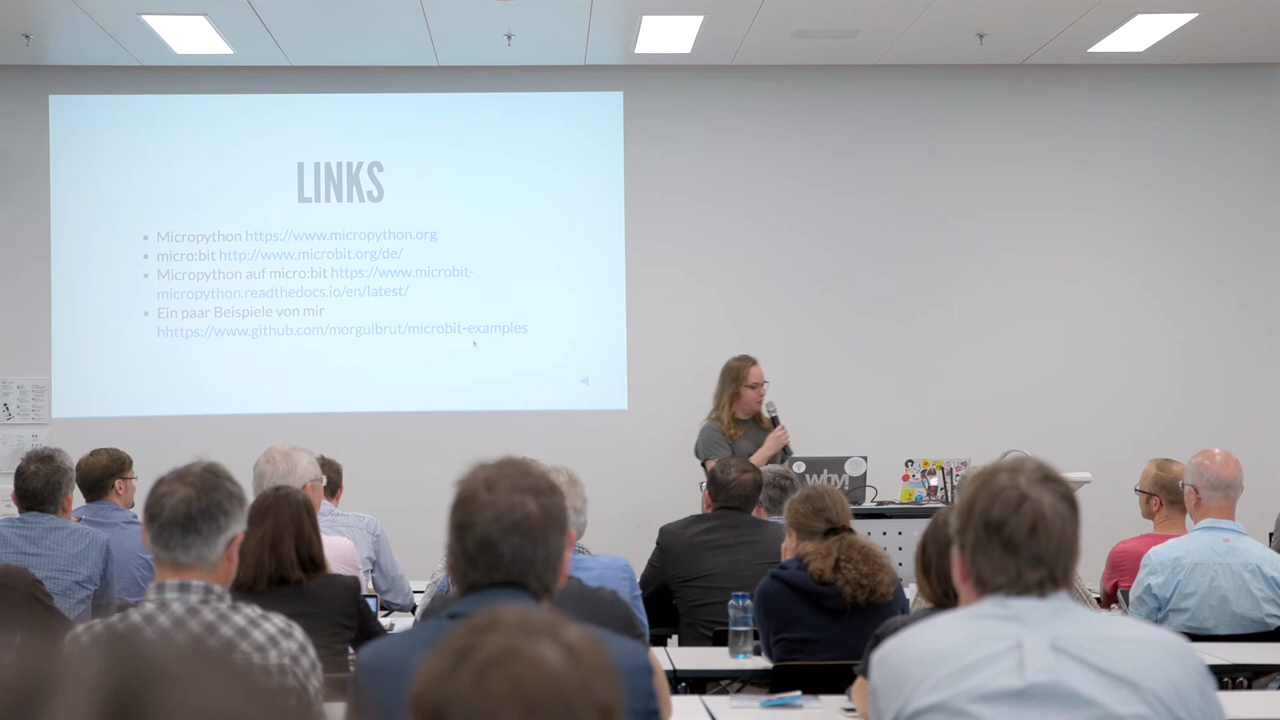 LINKS
• Micropython https://www.micropython.org
• micro:bit http://www.microbit.org/de/
• Micropython auf micro:bit https://www.microbit-
micropython.readthedocs.io/en/latest/
• Ein paar Beispiele von mir
hhttps://www.github.com/morgulbrut/microbit-examples
why!